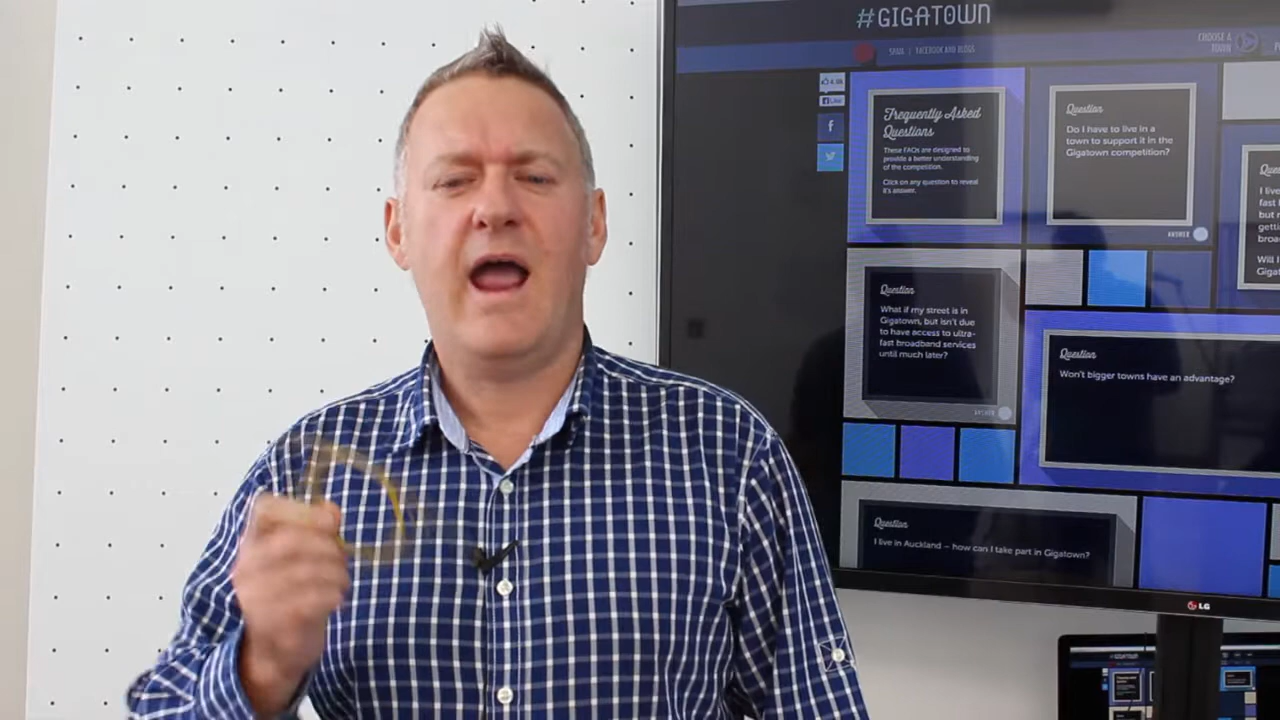 #GIGATOWN
FACEBOOK AND BLOGS
CHOOSE A
TOWN
Like
Frequently Asked
Questions
These FAQs are designed to
provide a better understanding
of the competition.
Click on any question to reveal
it's answer.
Question
Do I have to live in a
town to support it in the
Gigatown competition?
ANSWER
Question
What if my street is in
Gigatown, but isn't due
to have access to ultra-
fast broadband services
until much later?
ANSWER
Question
Won't bigger towns have an advantage?
Question
I live in Auckland – how can I take part in Gigatown?
LG
#GIGATOWN